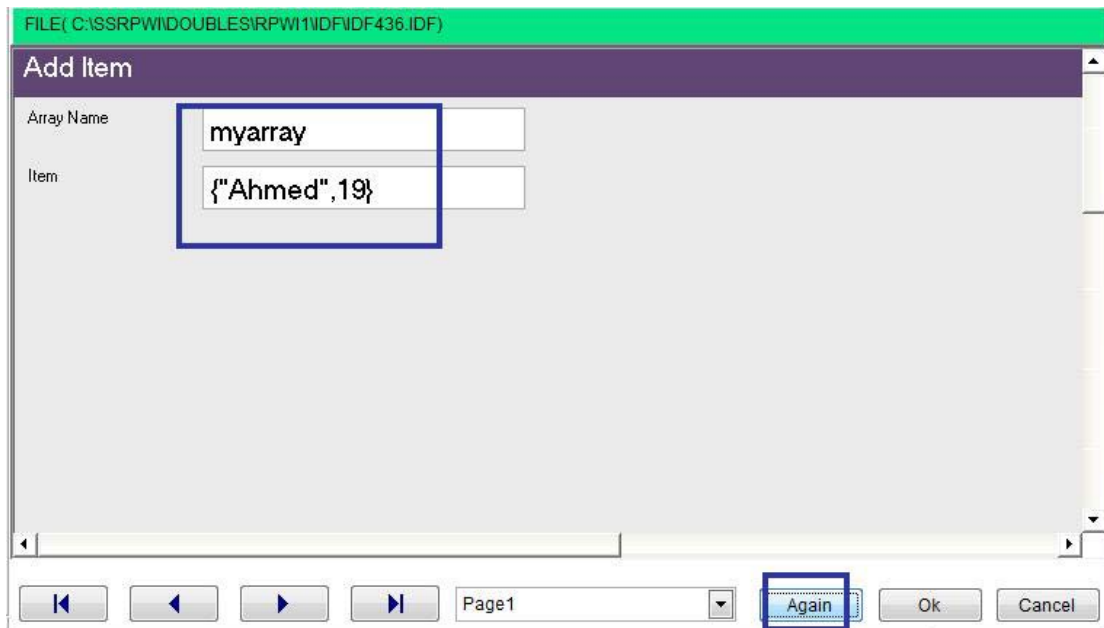 FILE( C:\SSRPWI\DOUBLES\RPWI1\IDF\IDF436.IDF)
Add Item
Array Name
myarray
Item
{"Ahmed",19}
Page1
Again
Ok
Cancel